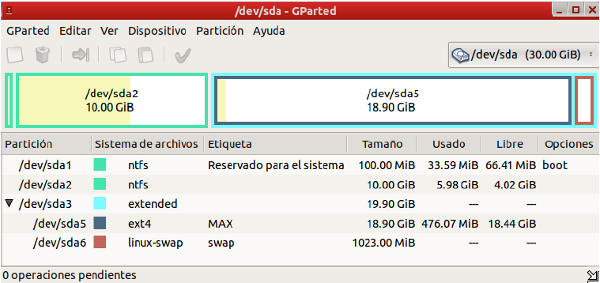 /dev/sda - GParted
GParted Editar Ver Dispositivo Partición Ayuda
/dev/sda (30.00 GiB)
/dev/sda2
10.00 GiB
/dev/sda5
18.90 GiB
Partición Sistema de archivos Etiqueta Tamaño Usado Libre Opciones
/dev/sda1 ntfs Reservado para el sistema 100.00 MiB 33.59 MiB 66.41 MiB boot
/dev/sda2 ntfs 10.00 GiB 5.98 GiB 4.02 GiB
/dev/sda3 extended 19.90 GiB --- ---
/dev/sda5 ext4 MAX 18.90 GiB 476.07 MiB 18.44 GiB
/dev/sda6 linux-swap swap 1023.00 MiB --- ---
0 operaciones pendientes